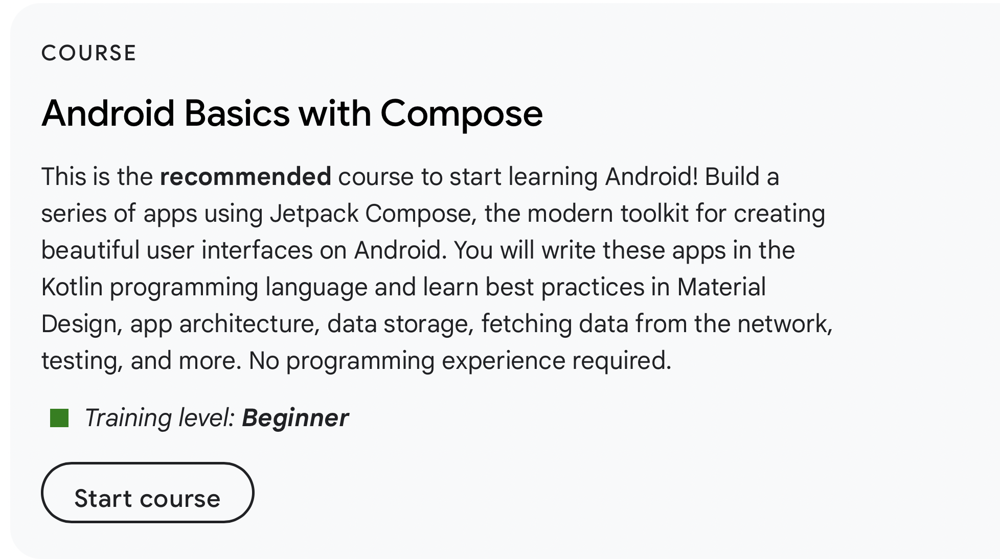 COURSE
Android Basics with Compose
This is the recommended course to start learning Android! Build a
series of apps using Jetpack Compose, the modern toolkit for creating
beautiful user interfaces on Android. You will write these apps in the
Kotlin programming language and learn best practices in Material
Design, app architecture, data storage, fetching data from the network,
testing, and more. No programming experience required.
Training level: Beginner
Start course